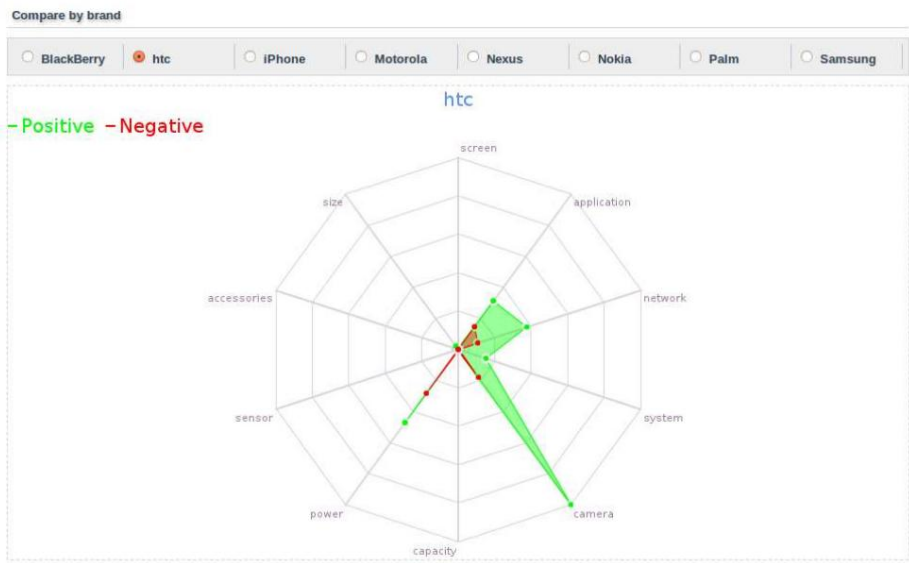 Compare by brand
BlackBerry htc iPhone Motorola Nexus Nokia Palm Samsung
htc
Positive Negative
screen
size application
accessories network
sensor system
power camera
capacity